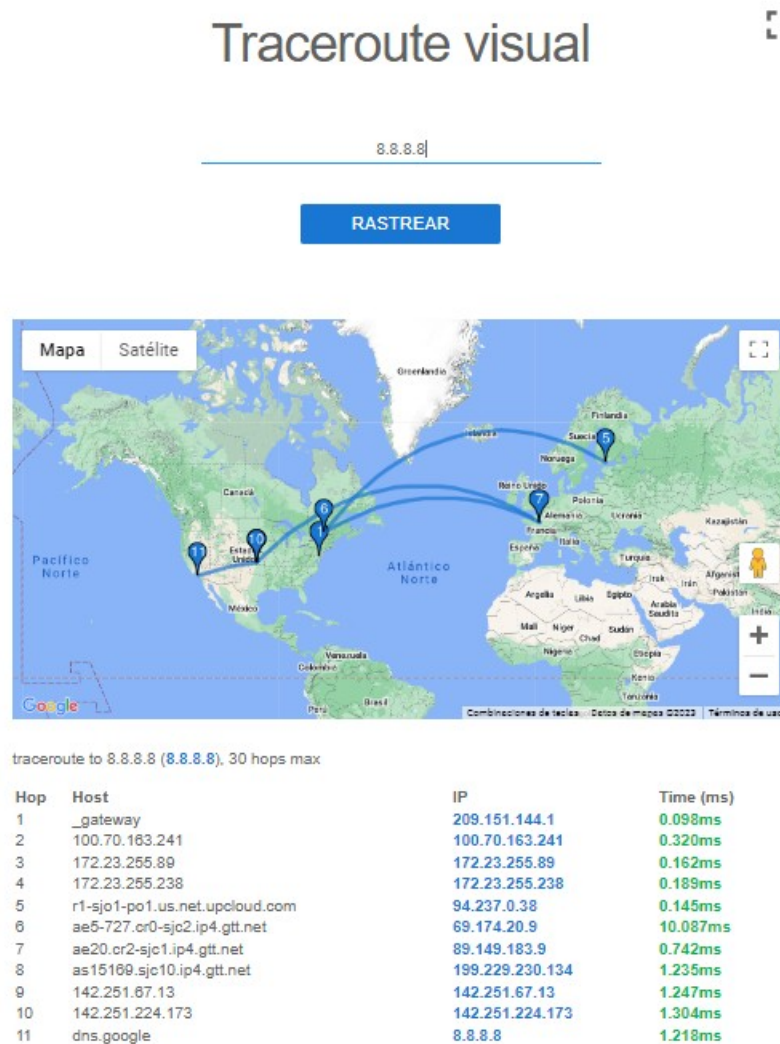 Traceroute visual
8.8.8.8
RASTREAR
Mapa Satélite
Groenlandia
Islandia
Finlandia
Suecia
5
Noruega
Canadá
Reino Unido
6
7
Polonia
Alemania
Ucrania
11
10
1
Francia
Kazajistán
Estados Unidos
Italia
España
Turquía
Pacífico
Norte
Atlántico
Norte
Irak
Irán
Afganist
Pakistán
México
Argelia
Libia
Egipto
Arabia
Saudita
India
Malí
Níger
Chad
Sudán
Venezuela
Nigeria
Etiopía
Colombia
Kenia
Perú
Brasil
Tanzania
Google
Combinaciones de teclas Datos de mapas ©2023 Términos de uso
traceroute to 8.8.8.8 (8.8.8.8), 30 hops max
Hop Host IP Time (ms)
1 _gateway 209.151.144.1 0.098ms
2 100.70.163.241 100.70.163.241 0.320ms
3 172.23.255.89 172.23.255.89 0.162ms
4 172.23.255.238 172.23.255.238 0.189ms
5 r1-sjo1-po1.us.net.upcloud.com 94.237.0.38 0.145ms
6 ae5-727.cr0-sjc2.ip4.gtt.net 69.174.20.9 10.087ms
7 ae20.cr2-sjc1.ip4.gtt.net 89.149.183.9 0.742ms
8 as15169.sjc10.ip4.gtt.net 199.229.230.134 1.235ms
9 142.251.67.13 142.251.67.13 1.247ms
10 142.251.224.173 142.251.224.173 1.304ms
11 dns.google 8.8.8.8 1.218ms